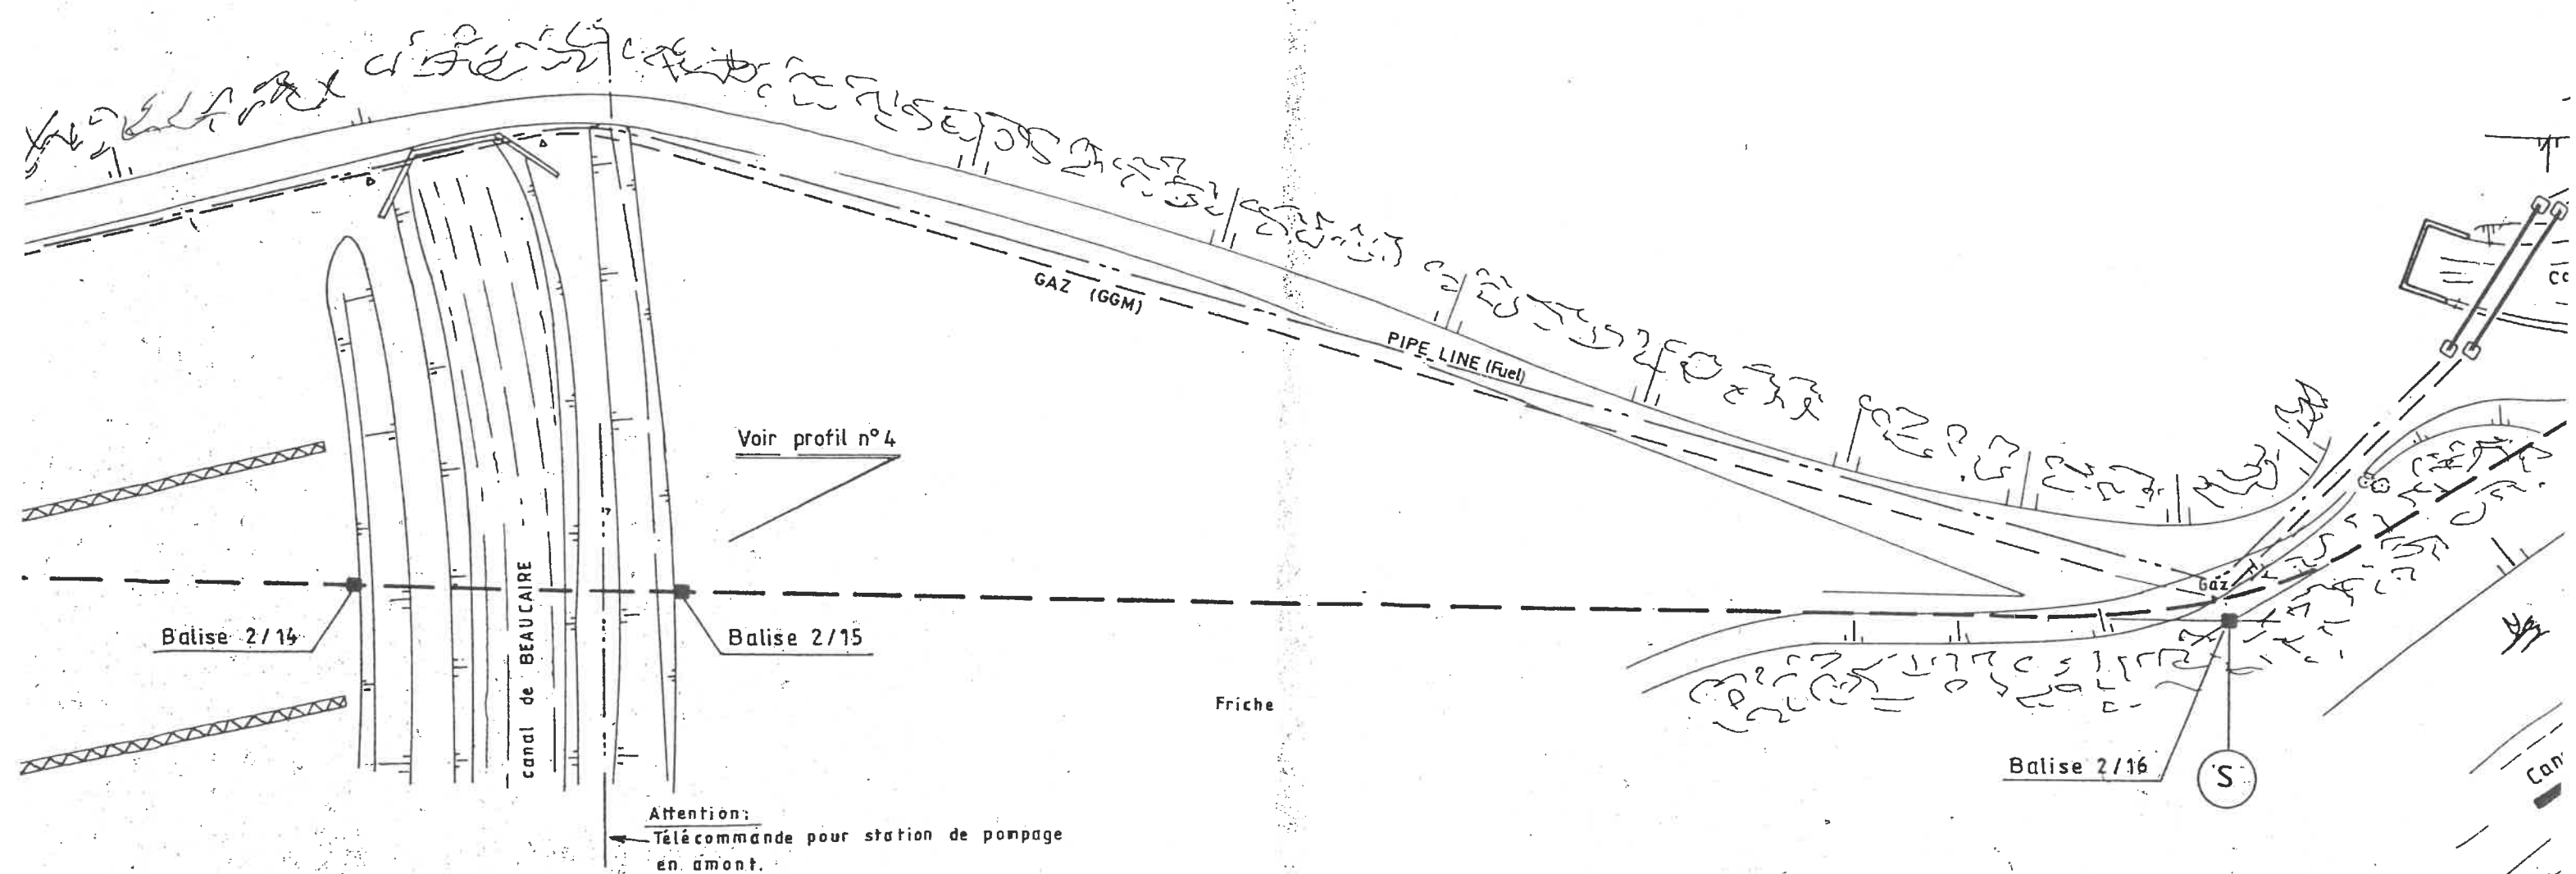 GAZ (GGM)
PIPE LINE (Fuel)
Voir profil n° 4
Gaz
Balise 2/14
canal de BEAUCAIRE
Balise 2/15
Friche
Balise 2/16
S
Can
Attention:
Télécommande pour station de pompage
en amont.